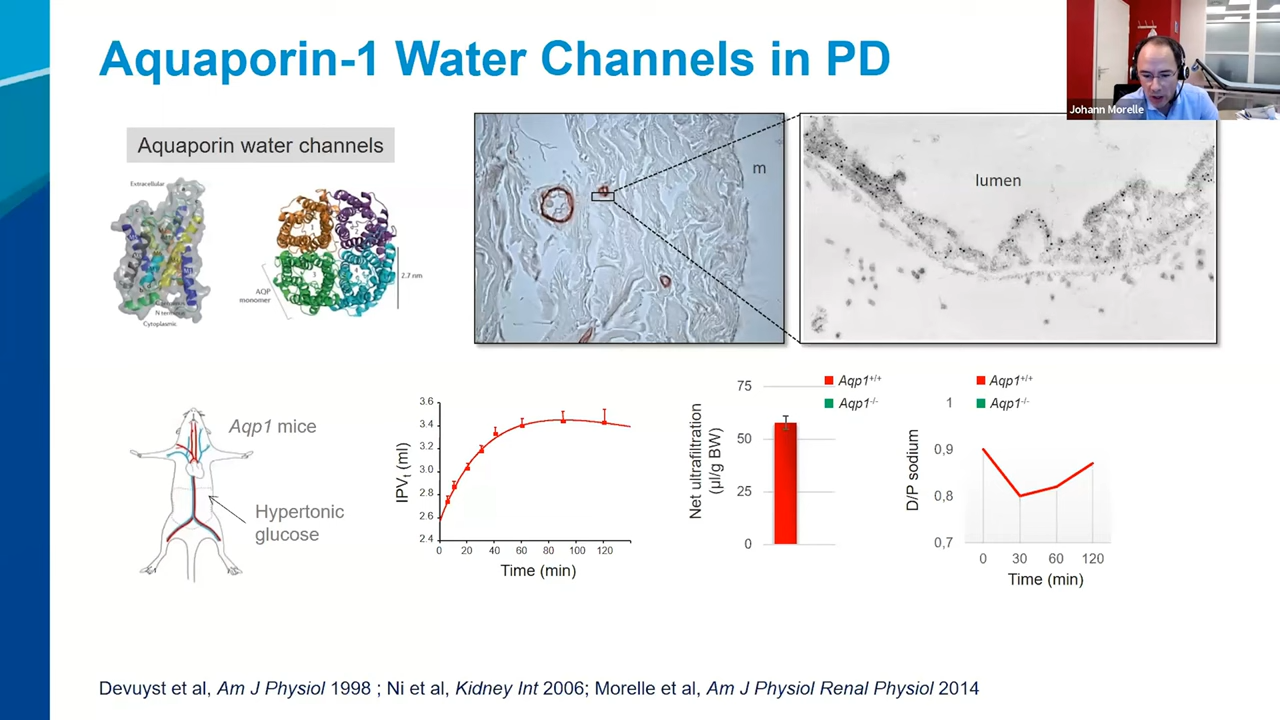 Aquaporin-1 Water Channels in PD
Johann Morelle
Aquaporin water channels
Extracellular
N terminus
Cytoplasmic
AQP
monomer
2.7 nm
m
lumen
Aqp1 mice
Hypertonic
glucose
IPVt (ml)
3.6
3.4
3.2
3.0
2.8
2.6
2.4
0 20 40 60 80 100 120
Time (min)
Net ultrafiltration
(µl/g BW)
75
50
25
0
Aqp1+/+
Aqp1-/-
D/P sodium
1
0,9
0,8
0,7
Aqp1+/+
Aqp1-/-
0 30 60 120
Time (min)
Devuyst et al, Am J Physiol 1998 ; Ni et al, Kidney Int 2006; Morelle et al, Am J Physiol Renal Physiol 2014